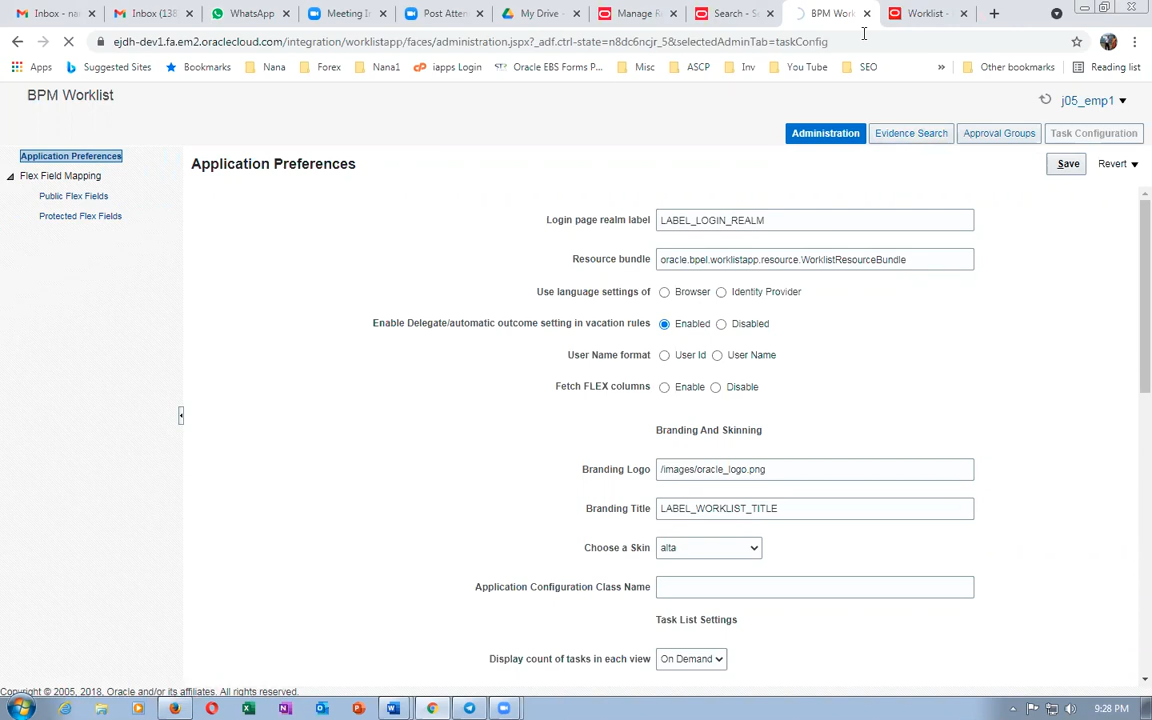 Inbox - nan
Inbox (138
WhatsApp
Meeting In
Post Atten
My Drive -
Manage Ro
Search - Se
BPM Work
Worklist -
ejdh-dev1.fa.em2.oraclecloud.com/integration/worklistapp/faces/administration.jspx?_adf.ctrl-state=n8dc6ncjr_5&selectedAdminTab=taskConfig
Apps Suggested Sites Bookmarks Nana Forex Nana1 iapps Login Oracle EBS Forms P... Misc ASCP Inv You Tube SEO » Other bookmarks Reading list
BPM Worklist
j05_emp1
Administration Evidence Search Approval Groups Task Configuration
Application Preferences
Flex Field Mapping
Public Flex Fields
Protected Flex Fields
Application Preferences
Save Revert
Login page realm label LABEL_LOGIN_REALM
Resource bundle oracle.bpel.worklistapp.resource.WorklistResourceBundle
Use language settings of Browser Identity Provider
Enable Delegate/automatic outcome setting in vacation rules Enabled Disabled
User Name format User Id User Name
Fetch FLEX columns Enable Disable
Branding And Skinning
Branding Logo /images/oracle_logo.png
Branding Title LABEL_WORKLIST_TITLE
Choose a Skin alta
Application Configuration Class Name
Task List Settings
Display count of tasks in each view On Demand
Copyright © 2005, 2018, Oracle and/or its affiliates. All rights reserved.
9:28 PM